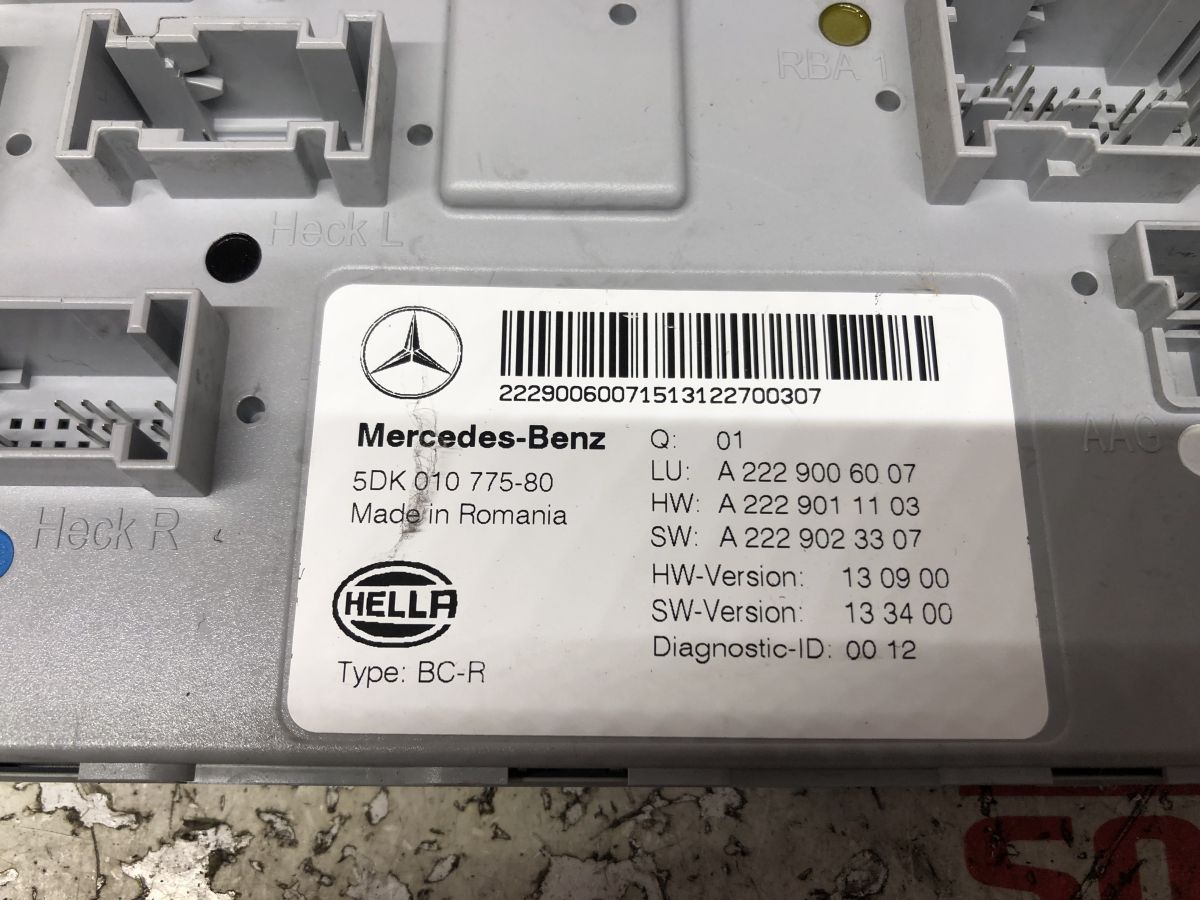 RBA 1
Heck L
22290060071513122700307
Mercedes-Benz
5DK 010 775-80
Made in Romania
HELLA
Type: BC-R
Q: 01
LU: A 222 900 60 07
HW: A 222 901 11 03
SW: A 222 902 33 07
HW-Version: 13 09 00
SW-Version: 13 34 00
Diagnostic-ID: 00 12
AAG
Heck R